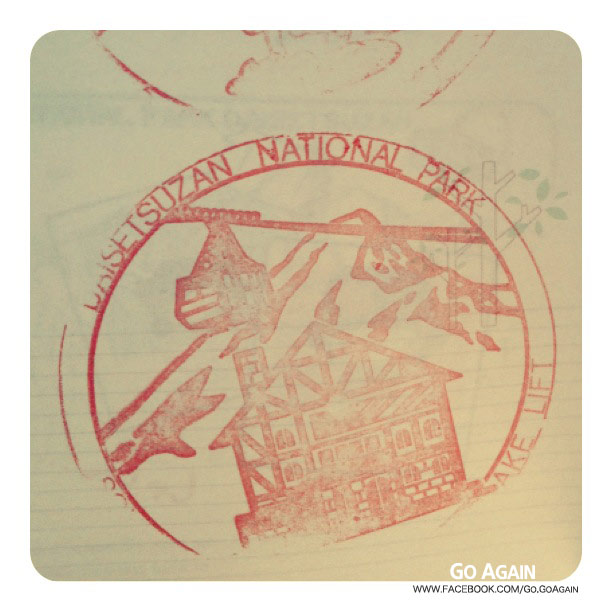 DAISETSUZAN NATIONAL PARK
AKE LIFT
GO AGAIN
WWW.FACEBOOK.COM/GO.GOAGAIN